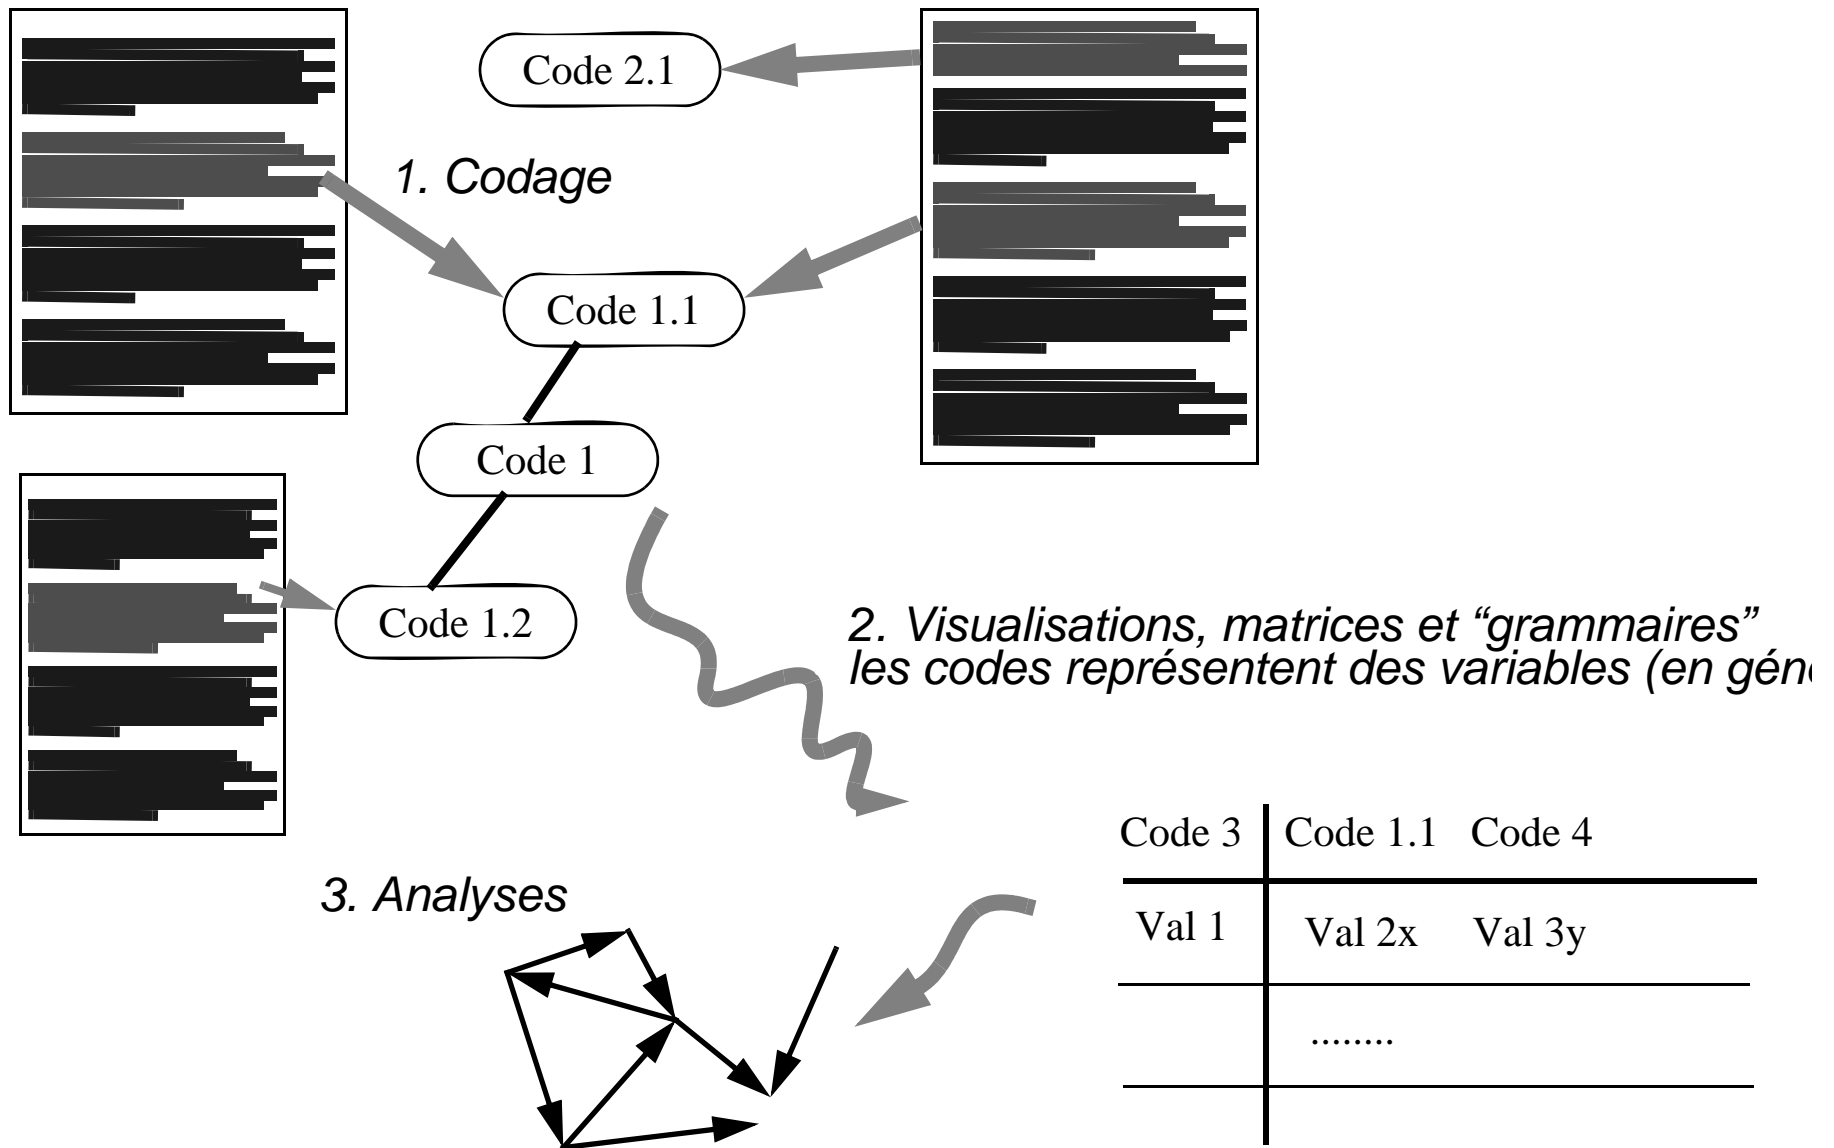 Code 2.1
1. Codage
Code 1.1
Code 1
Code 1.2
2. Visualisations, matrices et “grammaires”
les codes représentent des variables (en
Code 3 Code 1.1 Code 4
Val 1 Val 2x Val 3y
........
3. Analyses